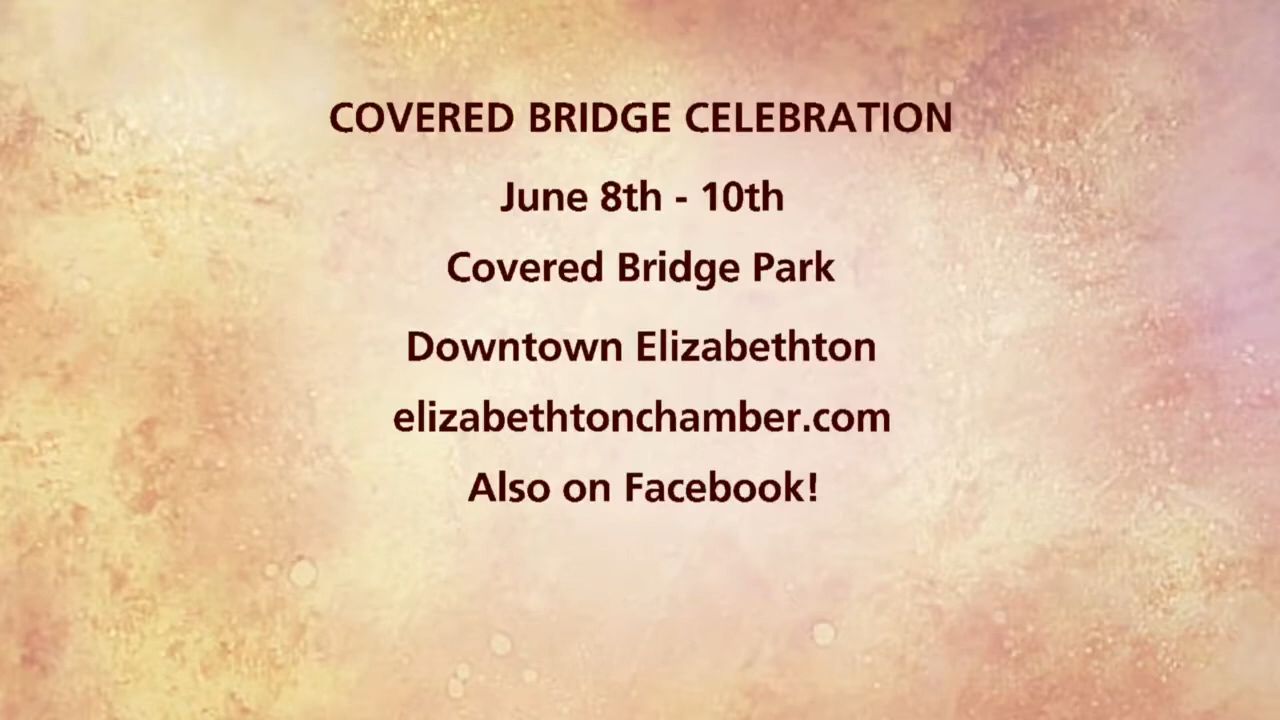 COVERED BRIDGE CELEBRATION
June 8th - 10th
Covered Bridge Park
Downtown Elizabethton
elizabethtonchamber.com
Also on Facebook!